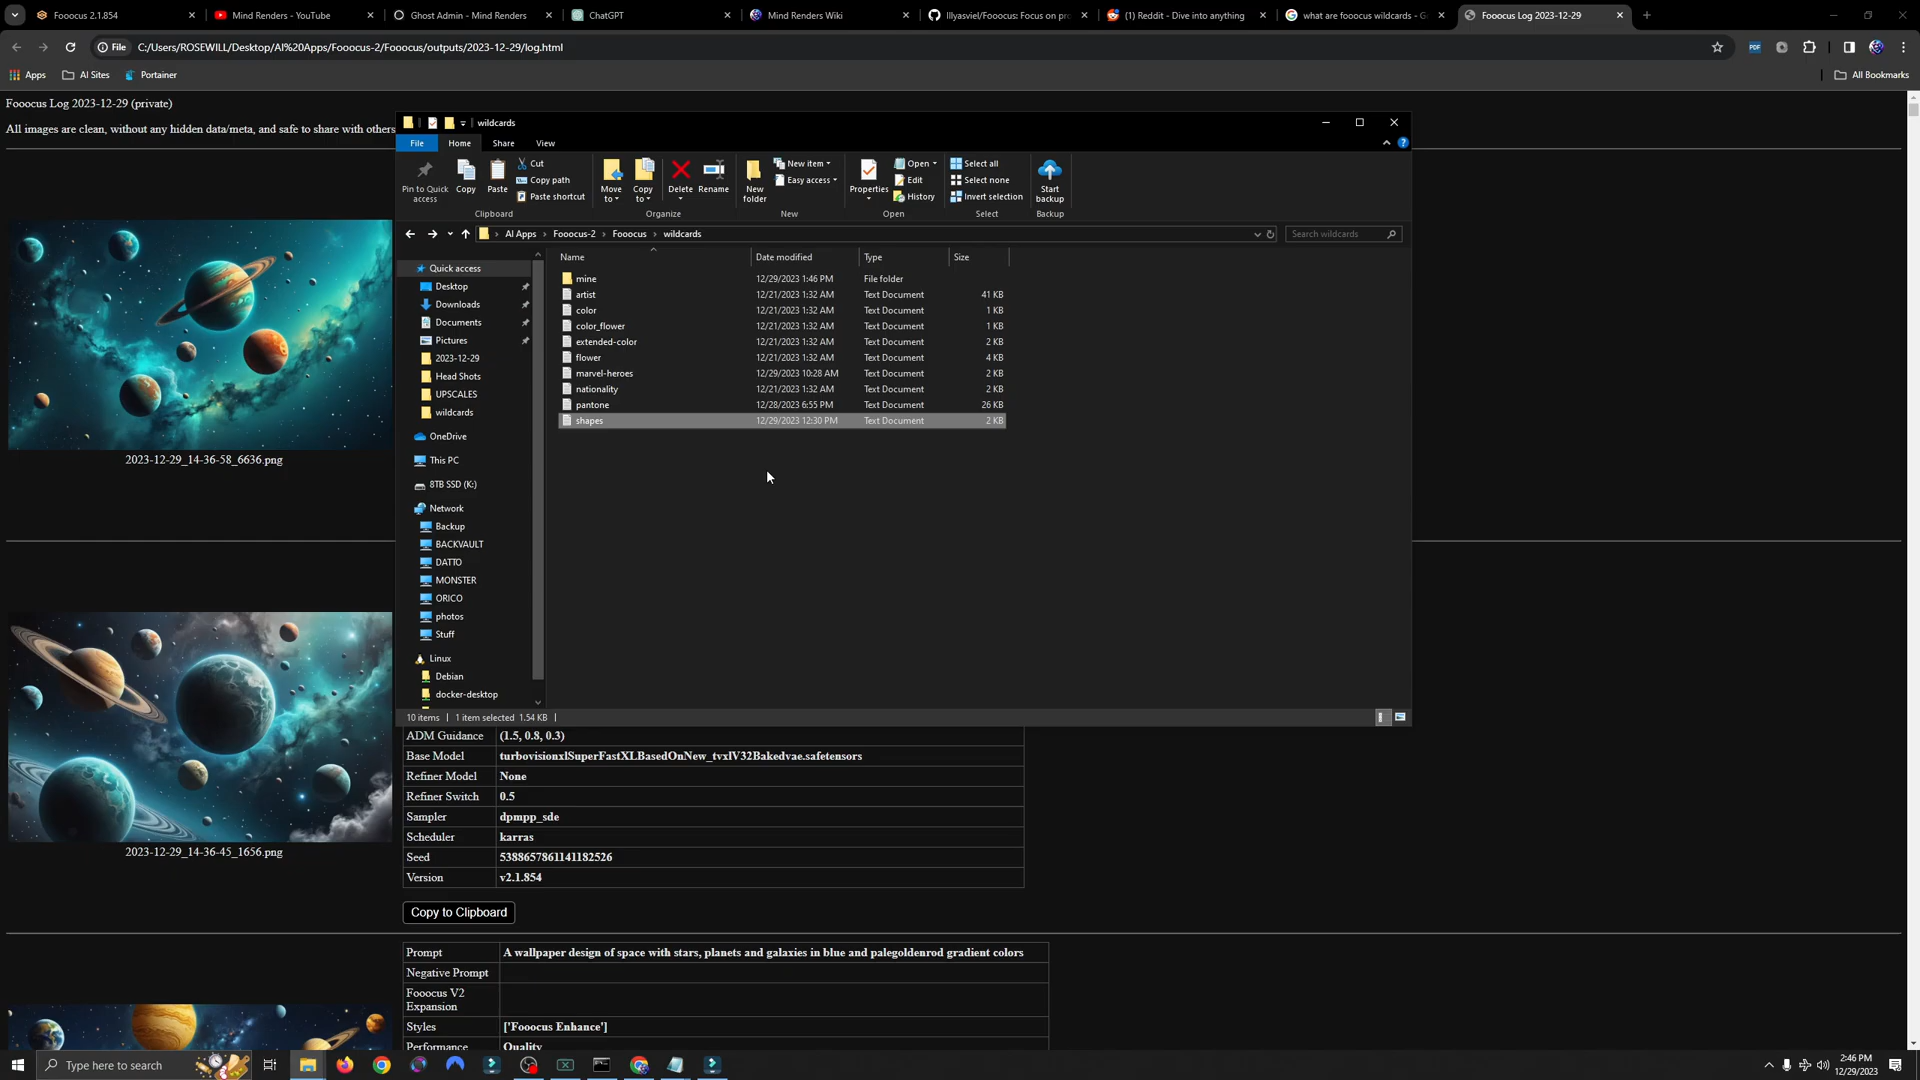 Fooocus 2.1.854
Mind Renders - YouTube
Ghost Admin - Mind Renders
ChatGPT
Mind Renders Wiki
lllyasviel/Fooocus: Focus on pro
(1) Reddit - Dive into anything
what are fooocus wildcards - G
Fooocus Log 2023-12-29
File
C:/Users/ROSEWILL/Desktop/AI%20Apps/Fooocus-2/Fooocus/outputs/2023-12-29/log.html
PDF
Apps
AI Sites
Portainer
All Bookmarks
Fooocus Log 2023-12-29 (private)
All images are clean, without any hidden data/meta, and safe to share with others
wildcards
File
Home
Share
View
Pin to Quick access
Copy
Paste
Cut
Copy path
Paste shortcut
Clipboard
Move to
Copy to
Delete
Rename
Organize
New folder
New item
Easy access
New
Properties
Open
Edit
History
Open
Select all
Select none
Invert selection
Select
Start backup
Backup
AI Apps
Fooocus-2
Fooocus
wildcards
Search wildcards
Quick access
Desktop
Downloads
Documents
Pictures
2023-12-29
Head Shots
UPSCALES
wildcards
OneDrive
This PC
8TB SSD (K:)
Network
Backup
BACKVAULT
DATTO
MONSTER
ORICO
photos
Stuff
Linux
Debian
docker-desktop
Name Date modified Type Size
mine 12/29/2023 1:46 PM File folder
artist 12/21/2023 1:32 AM Text Document 41 KB
color 12/21/2023 1:32 AM Text Document 1 KB
color_flower 12/21/2023 1:32 AM Text Document 1 KB
extended-color 12/21/2023 1:32 AM Text Document 2 KB
flower 12/21/2023 1:32 AM Text Document 4 KB
marvel-heroes 12/29/2023 10:28 AM Text Document 2 KB
nationality 12/21/2023 1:32 AM Text Document 2 KB
pantone 12/28/2023 6:55 PM Text Document 26 KB
shapes 12/29/2023 12:30 PM Text Document 2 KB
10 items 1 item selected 1.54 KB
2023-12-29_14-36-58_6636.png
2023-12-29_14-36-45_1656.png
ADM Guidance (1.5, 0.8, 0.3)
Base Model turbovisionxlSuperFastXLBasedOnNew_tvxlV32Bakedvae.safetensors
Refiner Model None
Refiner Switch 0.5
Sampler dpmpp_sde
Scheduler karras
Seed 5388657861141182526
Version v2.1.854
Copy to Clipboard
Prompt A wallpaper design of space with stars, planets and galaxies in blue and palegoldenrod gradient colors
Negative Prompt
Fooocus V2
Expansion
Styles ['Fooocus Enhance']
Performance Quality
Type here to search
2:46 PM
12/29/2023